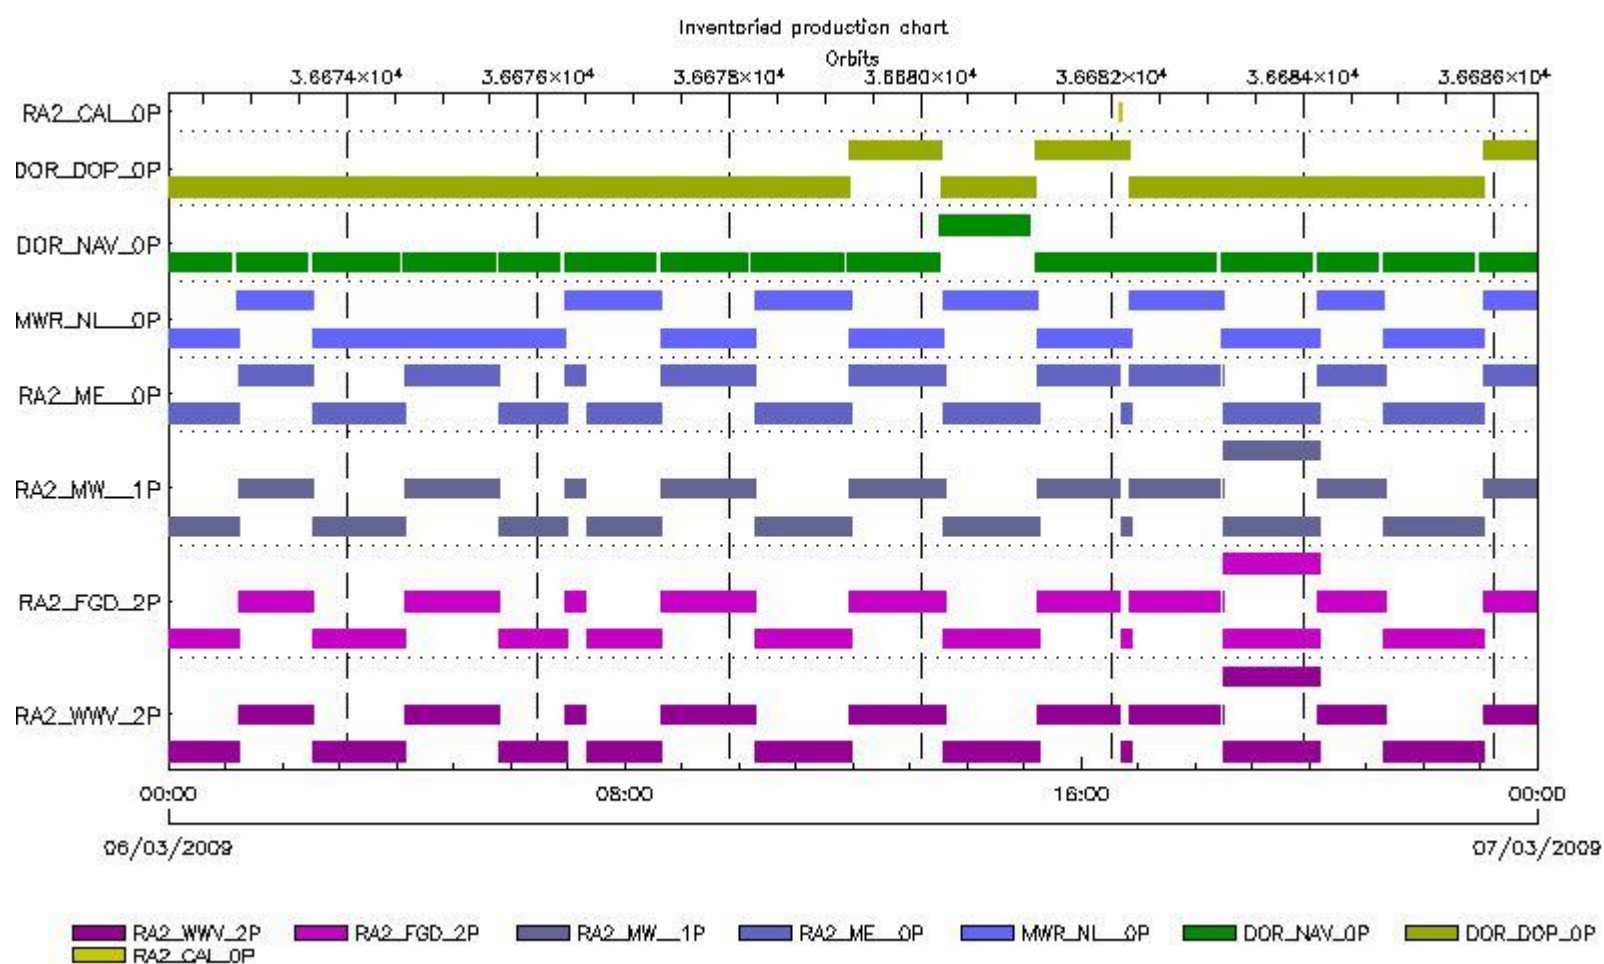 Inventoried production chart
Orbits
3.6674×10⁴ 3.6676×10⁴ 3.6678×10⁴ 3.6680×10⁴ 3.6682×10⁴ 3.6684×10⁴ 3.6686×10⁴
RA2_CAL_0P
DOR_DOP_0P
DOR_NAV_0P
MWR_NL__0P
RA2_ME__0P
RA2_MW__1P
RA2_FGD_2P
RA2_WWV_2P
00:00 08:00 16:00 00:00
06/03/2009 07/03/2009
RA2_WWV_2P RA2_FGD_2P RA2_MW__1P RA2_ME__0P MWR_NL__0P DOR_NAV_0P DOR_DOP_0P
RA2_CAL_0P